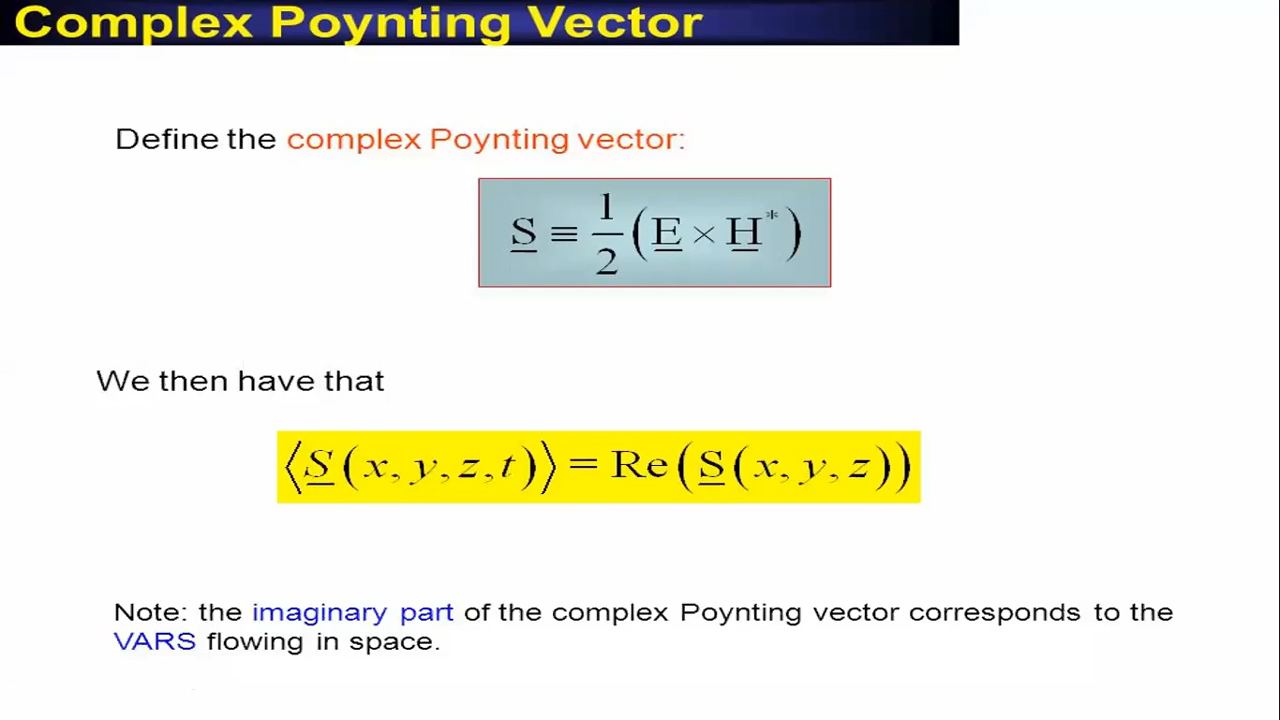 Complex Poynting Vector
Define the complex Poynting vector:
S ≡ 1/2 (E × H*)
We then have that
⟨S(x, y, z, t)⟩ = Re(S(x, y, z))
Note: the imaginary part of the complex Poynting vector corresponds to the
VARS flowing in space.